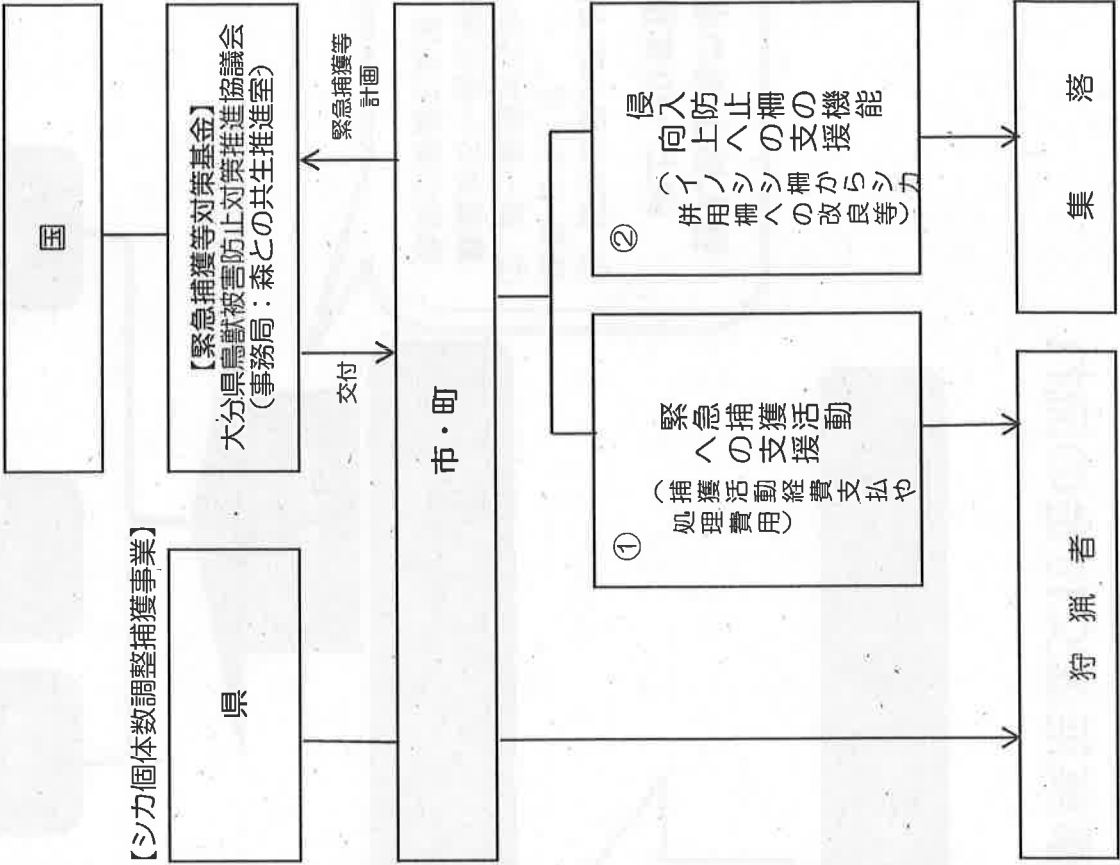 国
【緊急捕獲等対策基金】
大分県鳥獣被害防止対策推進協議会
(事務局：森との共生推進室)
【シカ個体数調整捕獲事業】
県
交付
緊急捕獲等
計画
市・町
①
緊急捕獲活動
への支援
(捕獲活動経費支払や
処理費用)
②
侵入防止柵の機能
向上への支援
(イノシシ柵からシカ
併用柵への改良等)
狩猟者
集落